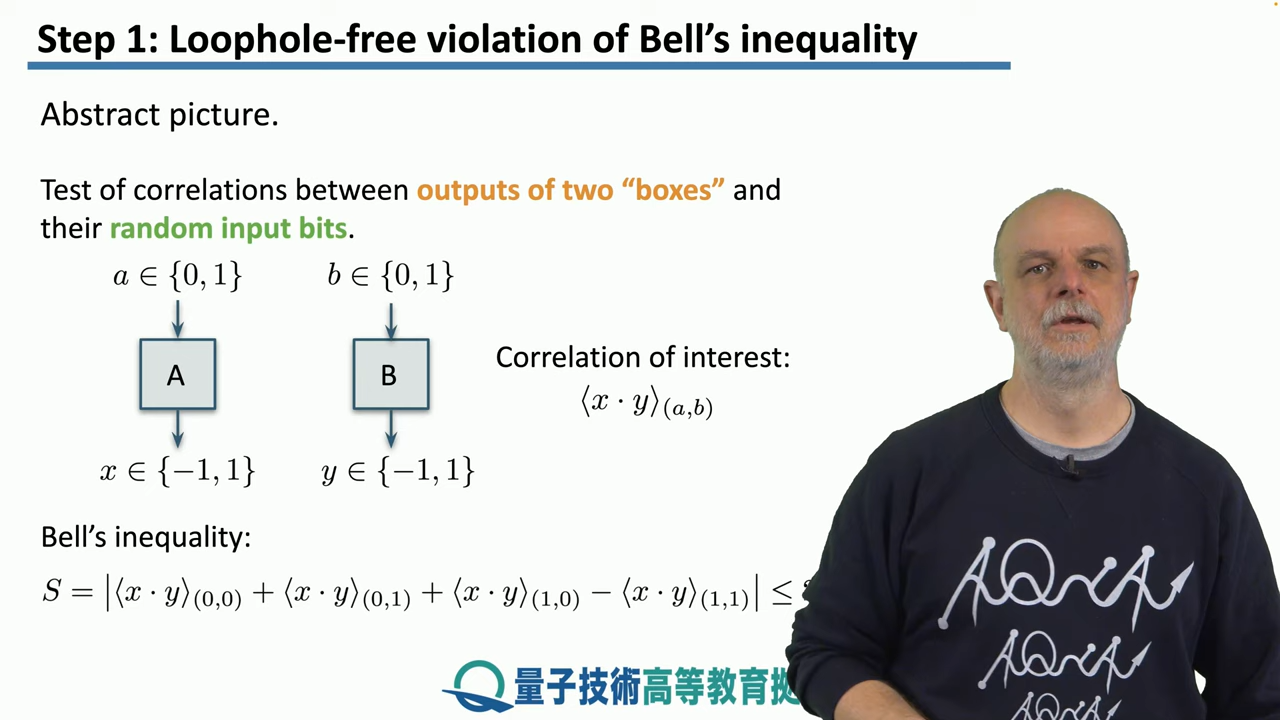 Step 1: Loophole-free violation of Bell’s inequality
Abstract picture.
Test of correlations between outputs of two “boxes” and
their random input bits.
a ∈ {0, 1} b ∈ {0, 1}
A B
Correlation of interest:
⟨x · y⟩(a,b)
x ∈ {−1, 1} y ∈ {−1, 1}
Bell’s inequality:
S = |⟨x · y⟩(0,0) + ⟨x · y⟩(0,1) + ⟨x · y⟩(1,0) − ⟨x · y⟩(1,1)| ≤
量子技術高等教育